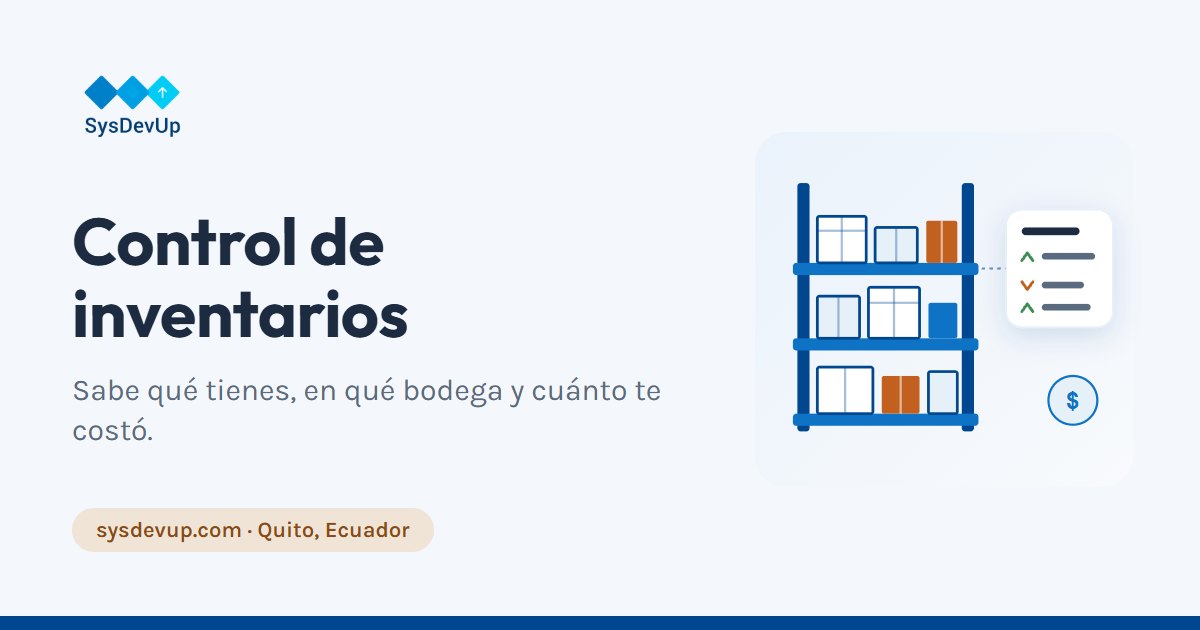 SysDevUp
Control de
inventarios
Sabe qué tienes, en qué bodega y cuánto te
costó.
sysdevup.com · Quito, Ecuador
$